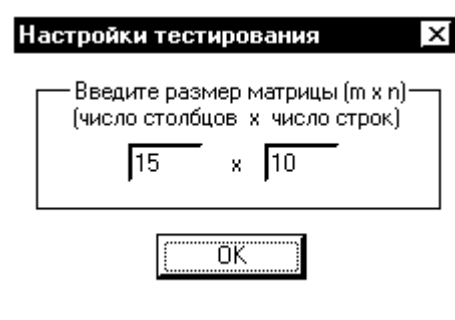 Настройки тестирования
Введите размер матрицы (m x n)
(число столбцов x число строк)
15 x 10
OK